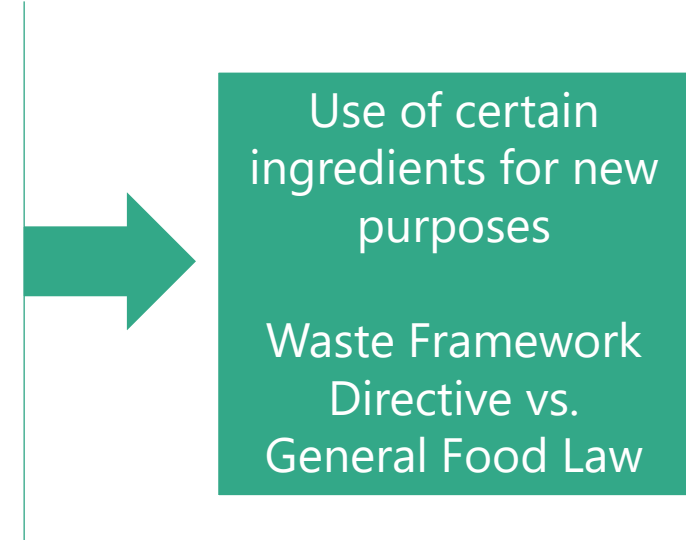 Use of certain
ingredients for new
purposes
Waste Framework
Directive vs.
General Food Law